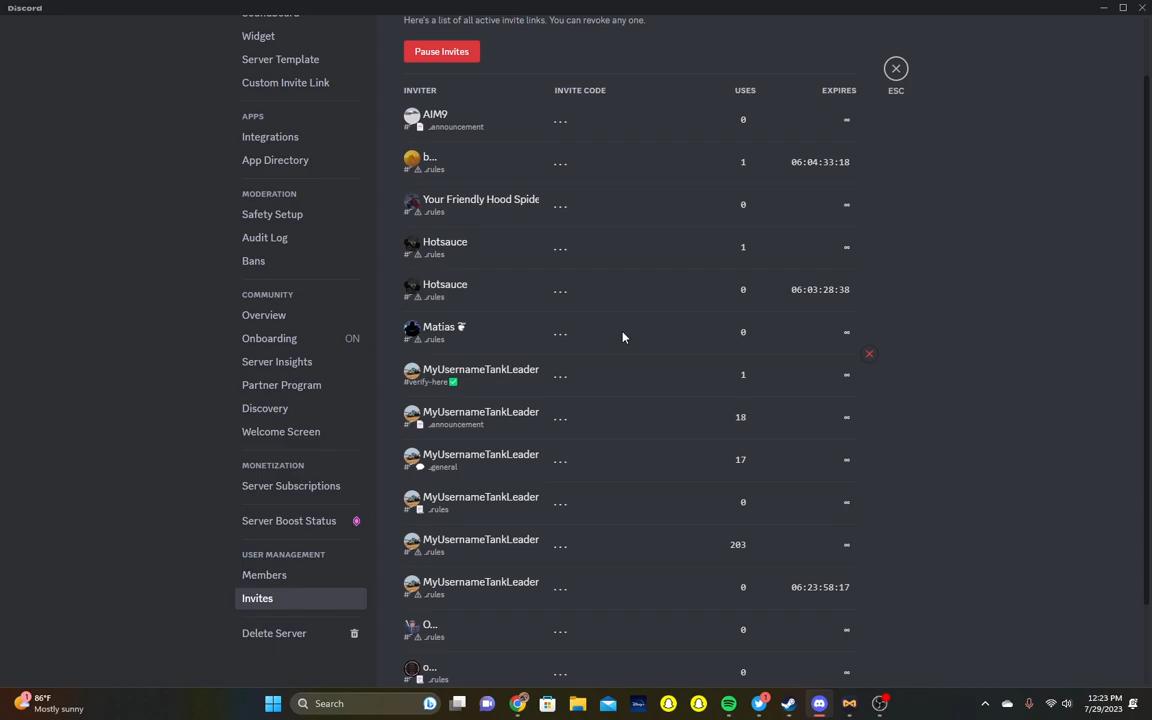 Discord
Soundboard
Widget
Server Template
Custom Invite Link
APPS
Integrations
App Directory
MODERATION
Safety Setup
Audit Log
Bans
COMMUNITY
Overview
Onboarding ON
Server Insights
Partner Program
Discovery
Welcome Screen
MONETIZATION
Server Subscriptions
Server Boost Status
USER MANAGEMENT
Members
Invites
Delete Server
Here's a list of all active invite links. You can revoke any one.
Pause Invites
ESC
INVITER INVITE CODE USES EXPIRES
AIM9 ... 0 ∞
# announcement
b... ... 1 06:04:33:18
# rules
Your Friendly Hood Spide ... 0 ∞
# rules
Hotsauce ... 1 ∞
# rules
Hotsauce ... 0 06:03:28:38
# rules
Matias ❦ ... 0 ∞
# rules
MyUsernameTankLeader ... 1 ∞
#verify-here✅
MyUsernameTankLeader ... 18 ∞
# announcement
MyUsernameTankLeader ... 17 ∞
# general
MyUsernameTankLeader ... 0 ∞
# rules
MyUsernameTankLeader ... 203 ∞
# rules
MyUsernameTankLeader ... 0 06:23:58:17
# rules
O... ... 0 ∞
# rules
o... ... 0 ∞
# rules
1
86°F
Mostly sunny
Search
Disney+
1
12:23 PM
7/29/2023